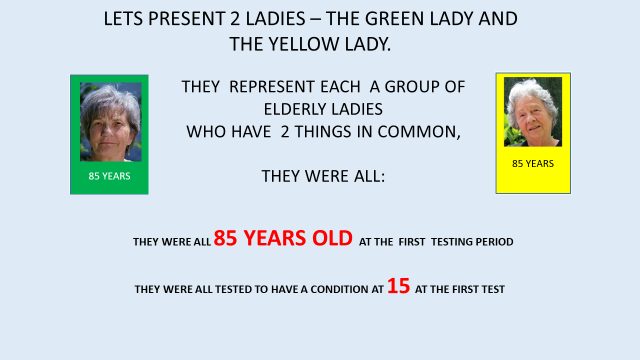 LETS PRESENT 2 LADIES – THE GREEN LADY AND
THE YELLOW LADY.
THEY REPRESENT EACH A GROUP OF
ELDERLY LADIES
WHO HAVE 2 THINGS IN COMMON,
THEY WERE ALL:
85 YEARS
85 YEARS
THEY WERE ALL 85 YEARS OLD AT THE FIRST TESTING PERIOD
THEY WERE ALL TESTED TO HAVE A CONDITION AT 15 AT THE FIRST TEST